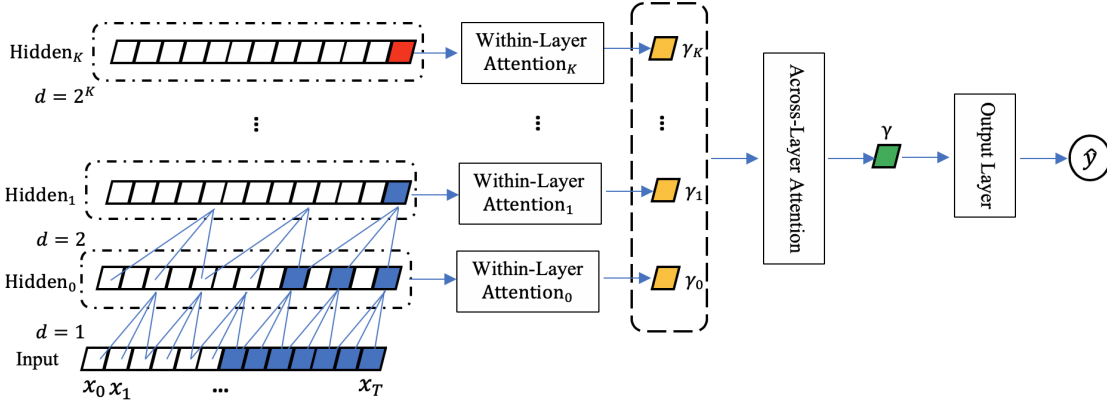 Hidden_K
Within-Layer
Attention_K
γ_K
d = 2^K
...
...
...
Across-Layer Attention
γ
Output Layer
ŷ
Hidden_1
Within-Layer
Attention_1
γ_1
d = 2
Hidden_0
Within-Layer
Attention_0
γ_0
d = 1
Input
x_0 x_1 ... x_T